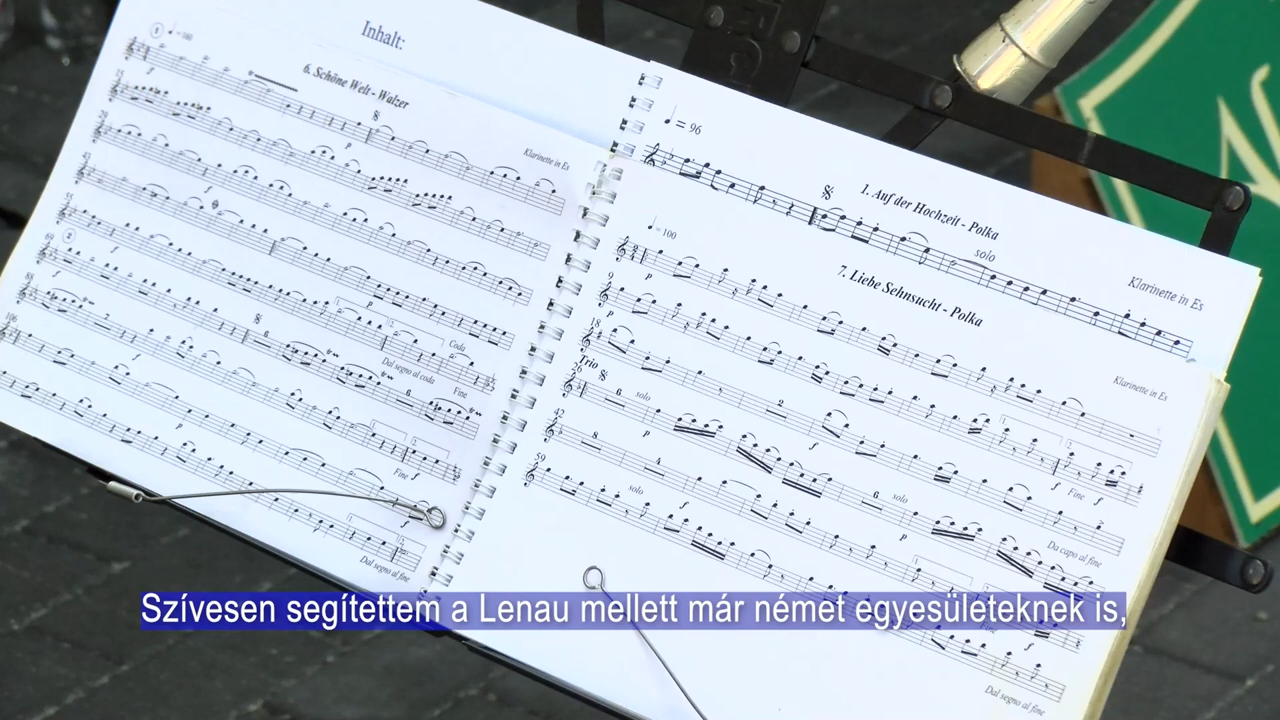 Inhalt:
6. Schöne Welt - Walzer
Klarinette in Es
Coda
Dal segno al coda
Fine
Fine
Dal segno al fine
= 96
1. Auf der Hochzeit - Polka
solo
Klarinette in Es
= 100
7. Liebe Sehnsucht - Polka
Klarinette in Es
Fine
Trio
solo
solo
Da capo al fine
solo
Fine
Dal segno al fine
Szívesen segítettem a Lenau mellett már német egyesületeknek is,